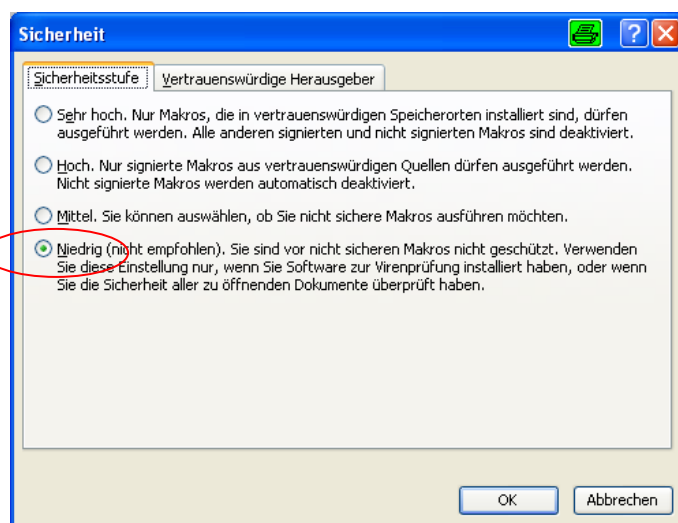 Sicherheit
Sicherheitsstufe Vertrauenswürdige Herausgeber
Sehr hoch. Nur Makros, die in vertrauenswürdigen Speicherorten installiert sind, dürfen
ausgeführt werden. Alle anderen signierten und nicht signierten Makros sind deaktiviert.
Hoch. Nur signierte Makros aus vertrauenswürdigen Quellen dürfen ausgeführt werden.
Nicht signierte Makros werden automatisch deaktiviert.
Mittel. Sie können auswählen, ob Sie nicht sichere Makros ausführen möchten.
Niedrig (nicht empfohlen). Sie sind vor nicht sicheren Makros nicht geschützt. Verwenden
Sie diese Einstellung nur, wenn Sie Software zur Virenprüfung installiert haben, oder wenn
Sie die Sicherheit aller zu öffnenden Dokumente überprüft haben.
OK Abbrechen